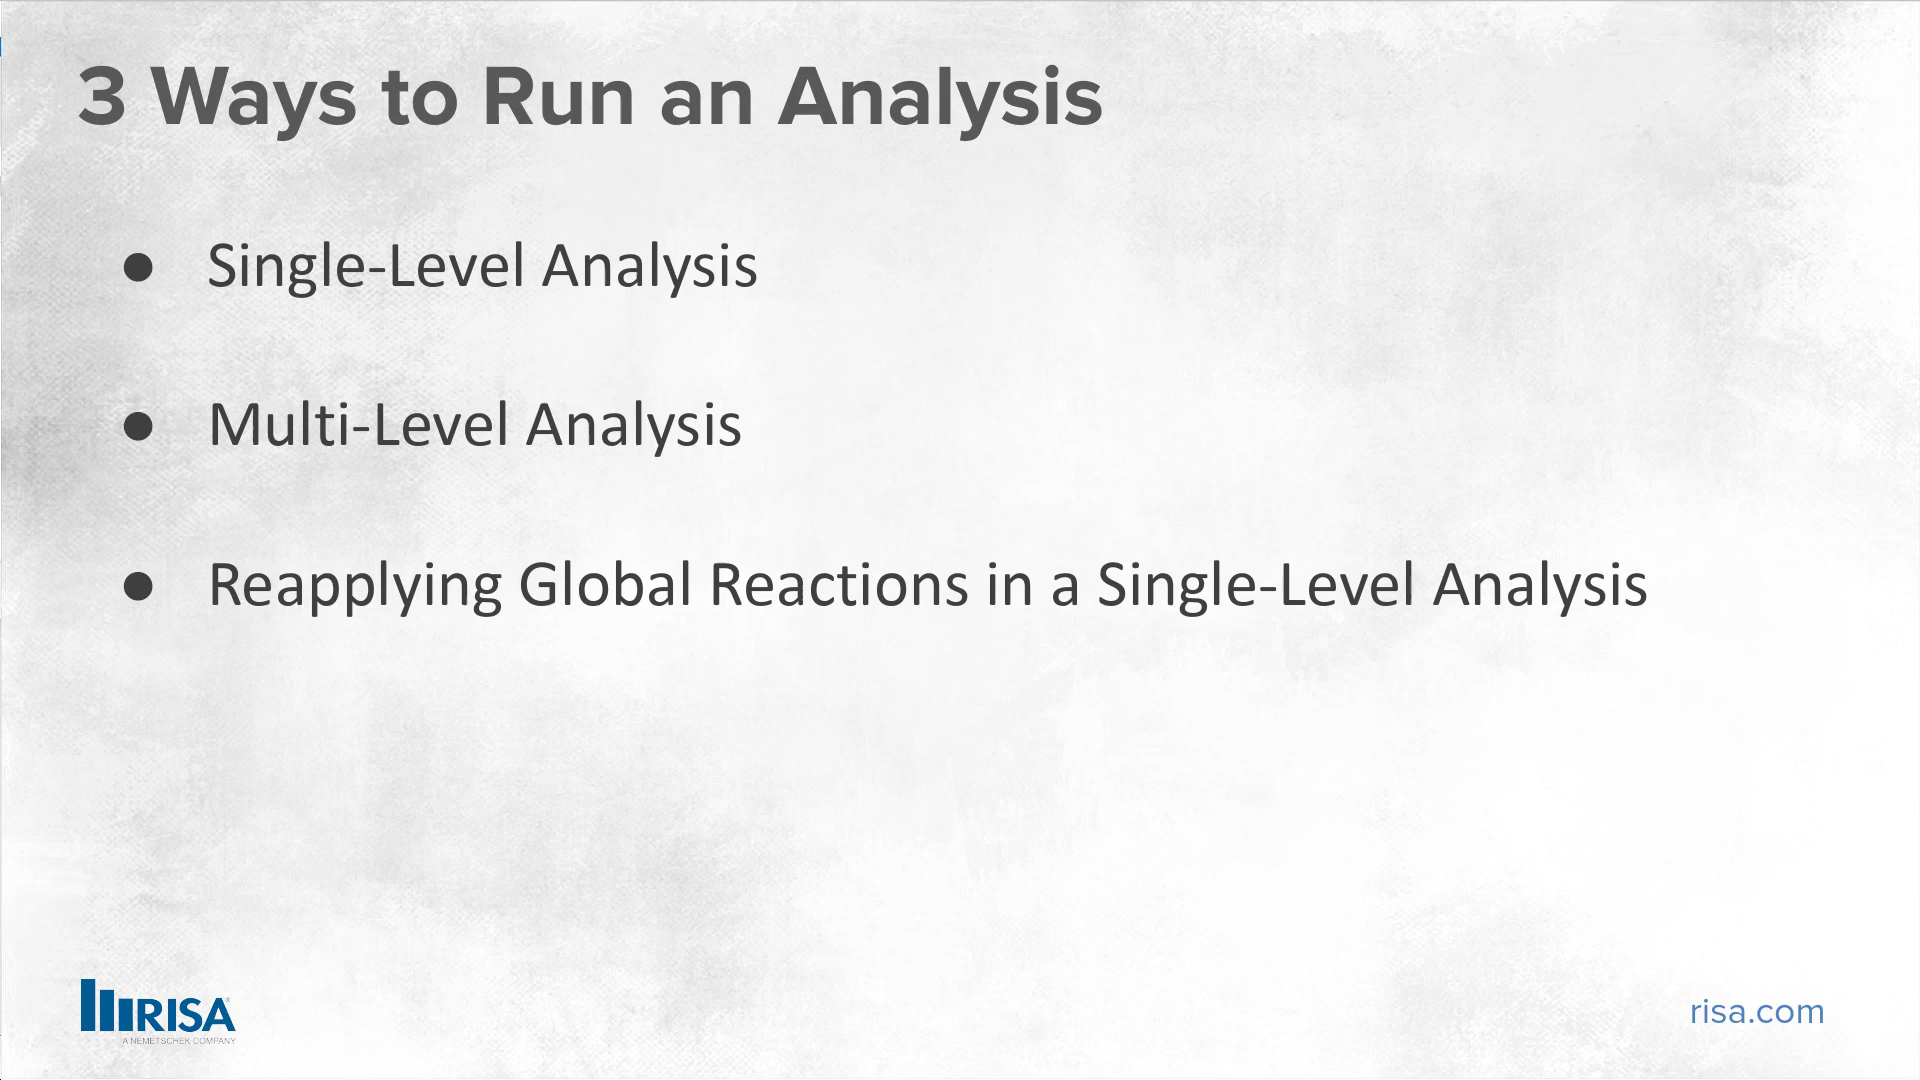 3 Ways to Run an Analysis
● Single-Level Analysis
● Multi-Level Analysis
● Reapplying Global Reactions in a Single-Level Analysis
RISA®
A NEMETSCHEK COMPANY
risa.com